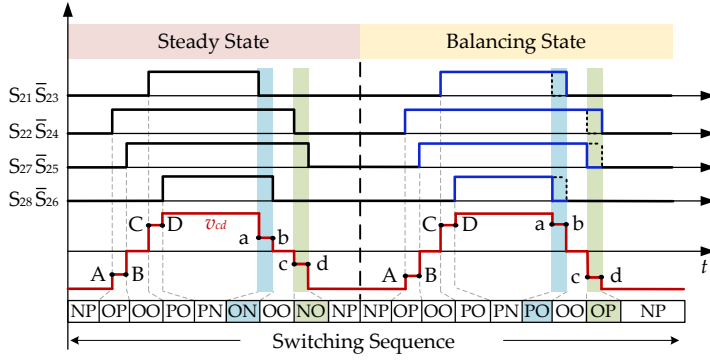 Steady State Balancing State
S₂₁ S̅₂₃
S₂₂ S̅₂₄
S₂₇ S̅₂₅
S₂₈ S̅₂₆
C D v_cd a b C D a b
t
A B c d A B c d
NP OP OO PO PN ON OO NO NP NP OP OO PO PN PO OO OP NP
Switching Sequence